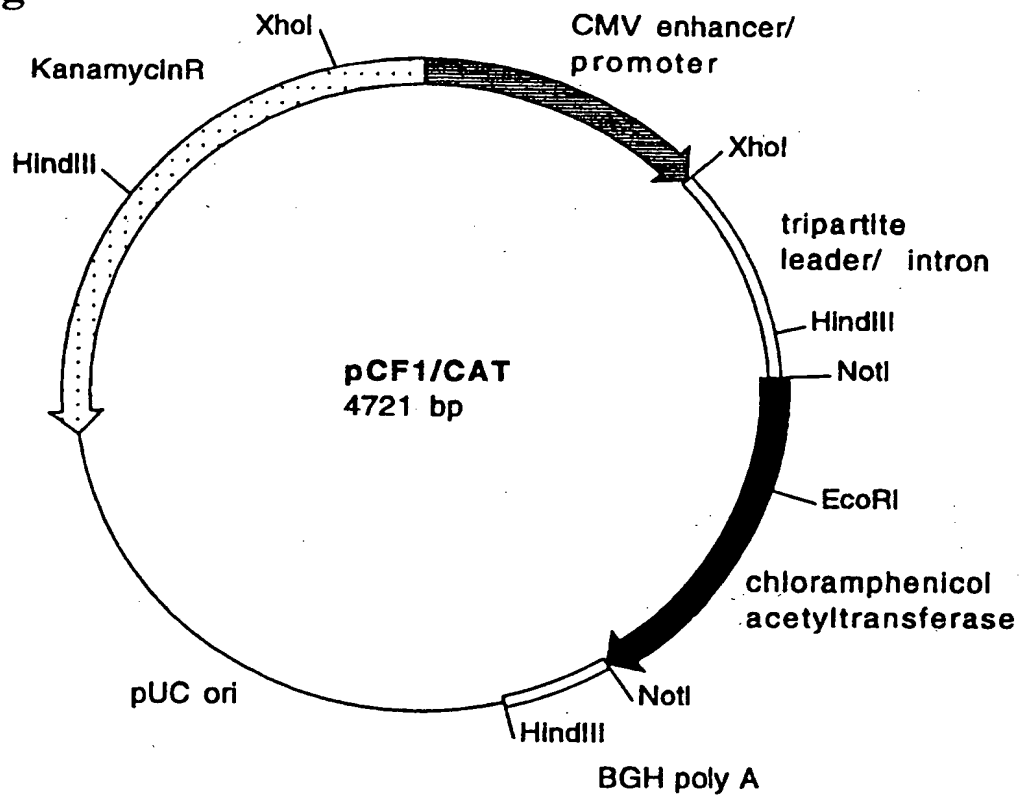 g
XhoI
CMV enhancer/
promoter
KanamycinR
HindIII
XhoI
tripartite
leader/ intron
HindIII
NotI
pCF1/CAT
4721 bp
EcoRI
chloramphenicol
acetyltransferase
pUC ori
NotI
HindIII
BGH poly A